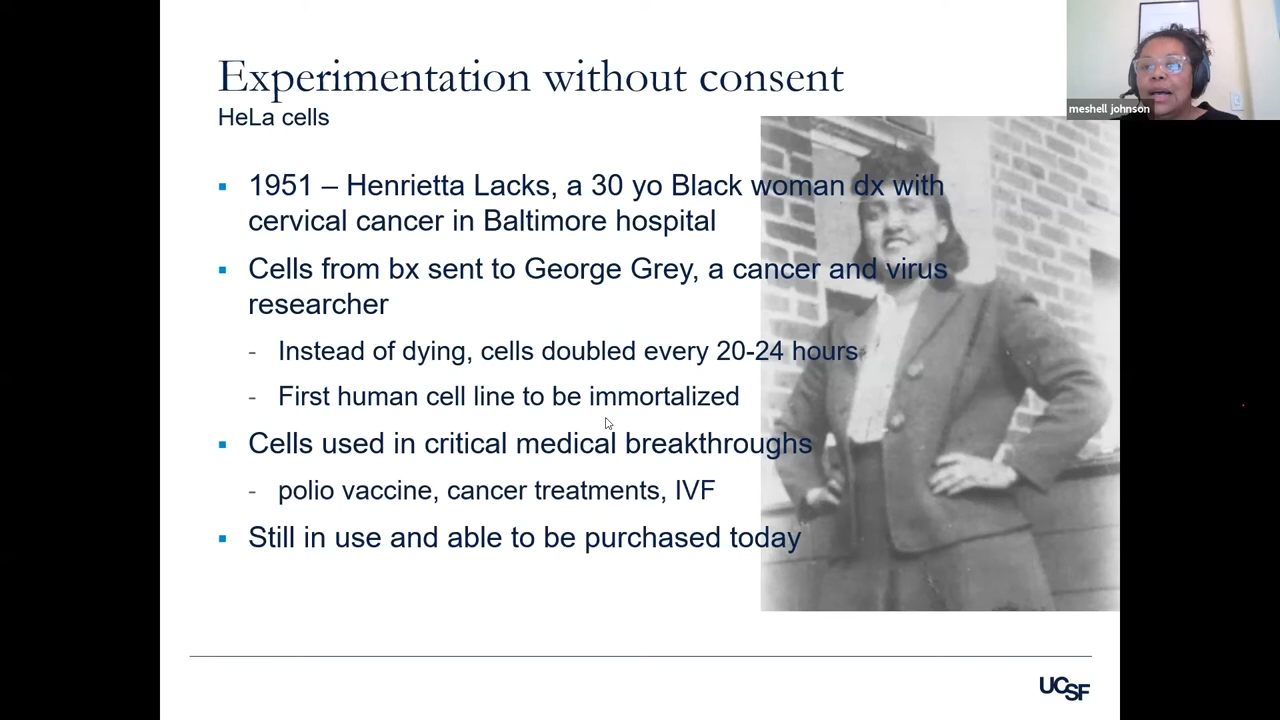 Experimentation without consent
HeLa cells
▪ 1951 – Henrietta Lacks, a 30 yo Black woman dx with
cervical cancer in Baltimore hospital
▪ Cells from bx sent to George Grey, a cancer and virus
researcher
- Instead of dying, cells doubled every 20-24 hours
- First human cell line to be immortalized
▪ Cells used in critical medical breakthroughs
- polio vaccine, cancer treatments, IVF
▪ Still in use and able to be purchased today
UCSF
meshell johnson